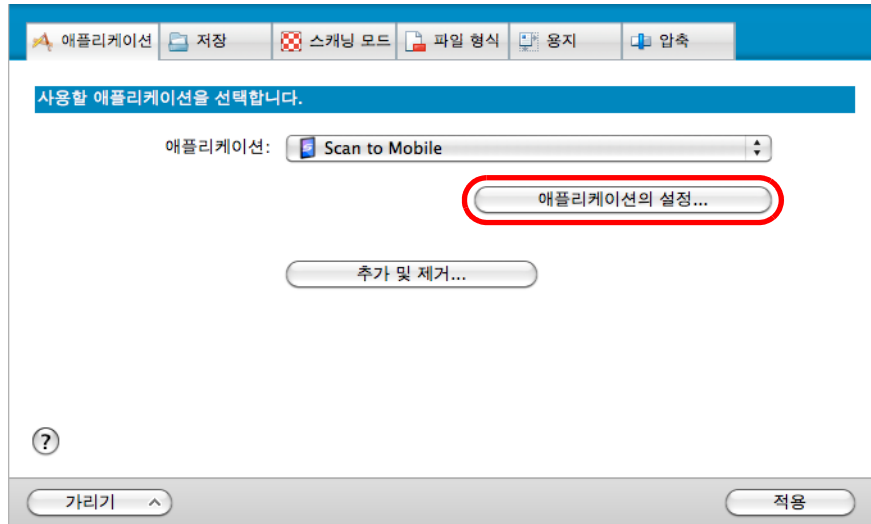 애플리케이션 저장 스캐닝 모드 파일 형식 용지 압축
사용할 애플리케이션을 선택합니다.
애플리케이션: Scan to Mobile
애플리케이션의 설정...
추가 및 제거...
?
가리기 적용